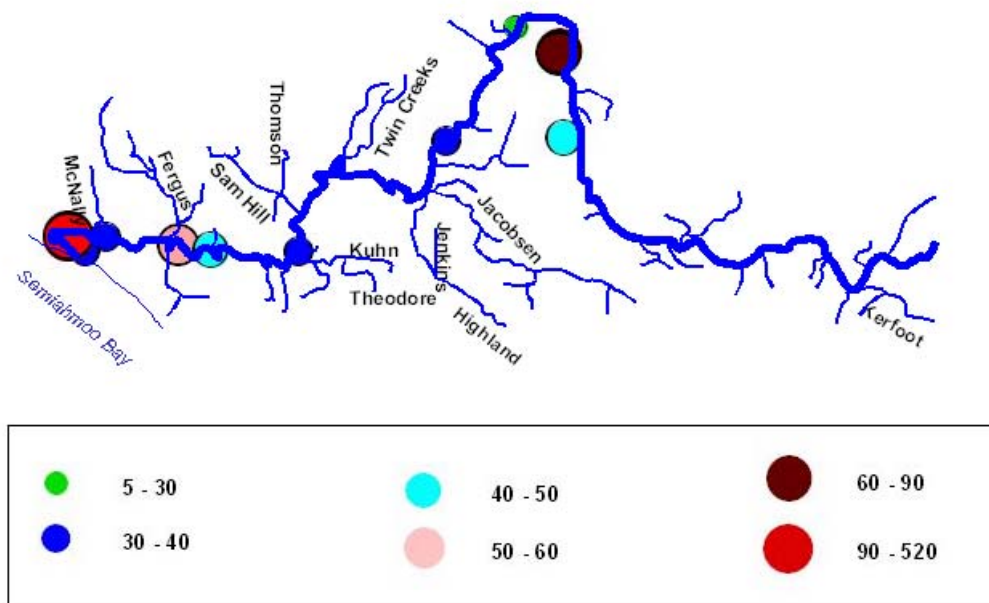 Twin Creeks
Thomson
Fergus
McNally
Sam Hill
Jacobsen
Jenkins
Kuhn
Theodore
Highland
Kerfoot
Semiahmoo Bay
5 - 30
40 - 50
60 - 90
30 - 40
50 - 60
90 - 520